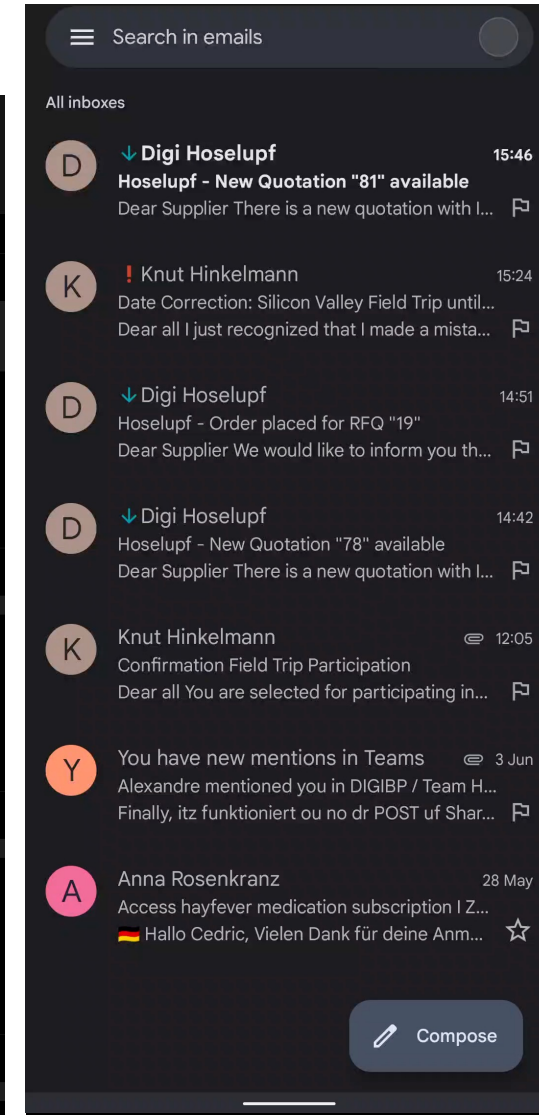 Search in emails
All inboxes
D
Digi Hoselupf 15:46
Hoselupf - New Quotation "81" available
Dear Supplier There is a new quotation with I...
K
! Knut Hinkelmann 15:24
Date Correction: Silicon Valley Field Trip until...
Dear all I just recognized that I made a mista...
D
Digi Hoselupf 14:51
Hoselupf - Order placed for RFQ "19"
Dear Supplier We would like to inform you th...
D
Digi Hoselupf 14:42
Hoselupf - New Quotation "78" available
Dear Supplier There is a new quotation with I...
K
Knut Hinkelmann 12:05
Confirmation Field Trip Participation
Dear all You are selected for participating in...
Y
You have new mentions in Teams 3 Jun
Alexandre mentioned you in DIGIBP / Team H...
Finally, itz funktioniert ou no dr POST uf Shar...
A
Anna Rosenkranz 28 May
Access hayfever medication subscription I Z...
Hallo Cedric, Vielen Dank für deine Anm...
Compose